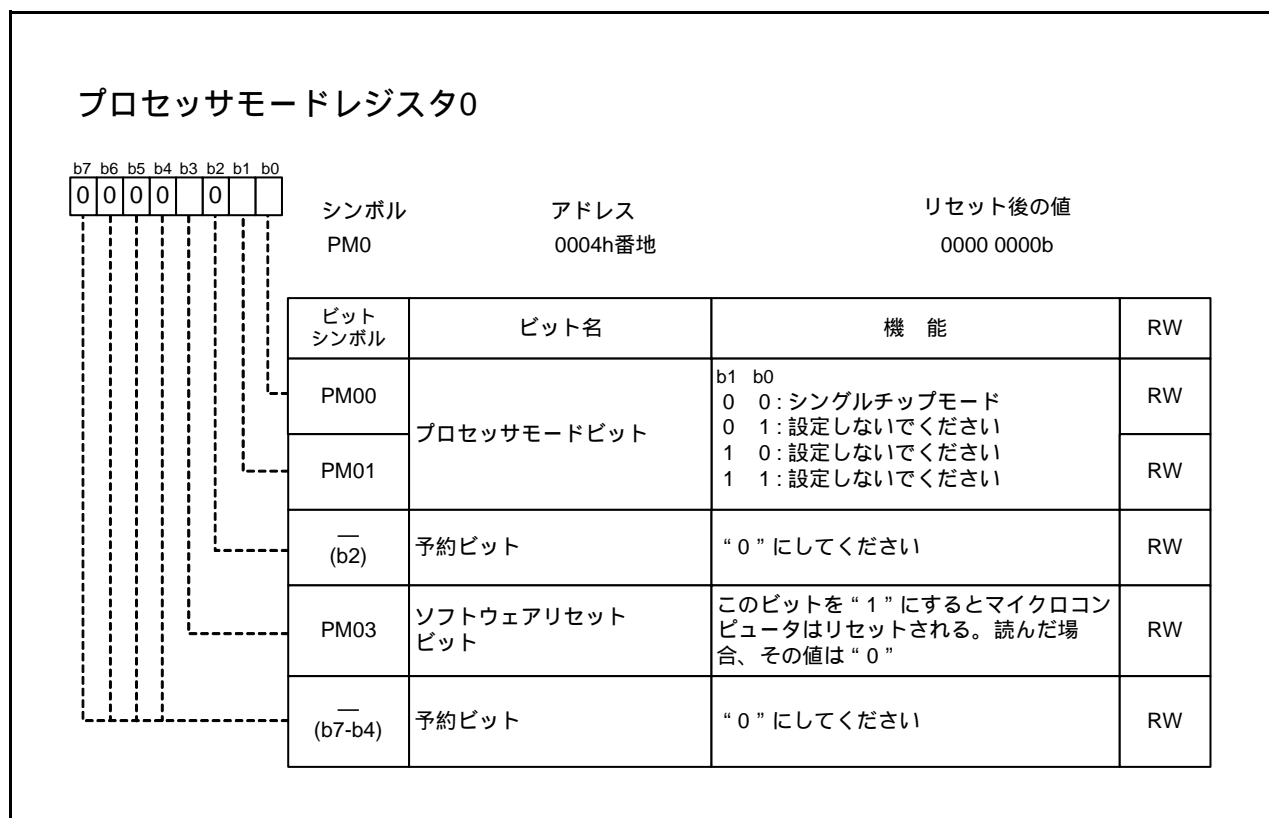 プロセッサモードレジスタ0
b7 b6 b5 b4 b3 b2 b1 b0
0 0 0 0 0
シンボル アドレス リセット後の値
PM0 0004h番地 0000 0000b
ビット
シンボル
ビット名 機 能 RW
PM00
プロセッサモードビット
b1 b0
0 0 : シングルチップモード
0 1 : 設定しないでください
1 0 : 設定しないでください
1 1 : 設定しないでください
RW
PM01
RW
—
(b2)
予約ビット “0”にしてください RW
PM03
ソフトウェアリセット
ビット
このビットを“1”にするとマイクロコン
ピュータはリセットされる。読んだ場
合、その値は“0”
RW
—
(b7-b4)
予約ビット “0”にしてください RW